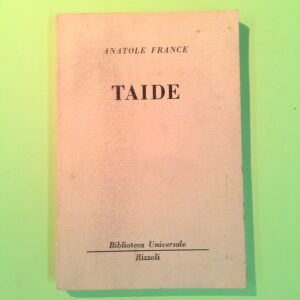 ANATOLE FRANCE
TAIDE
Biblioteca Universale
Rizzoli